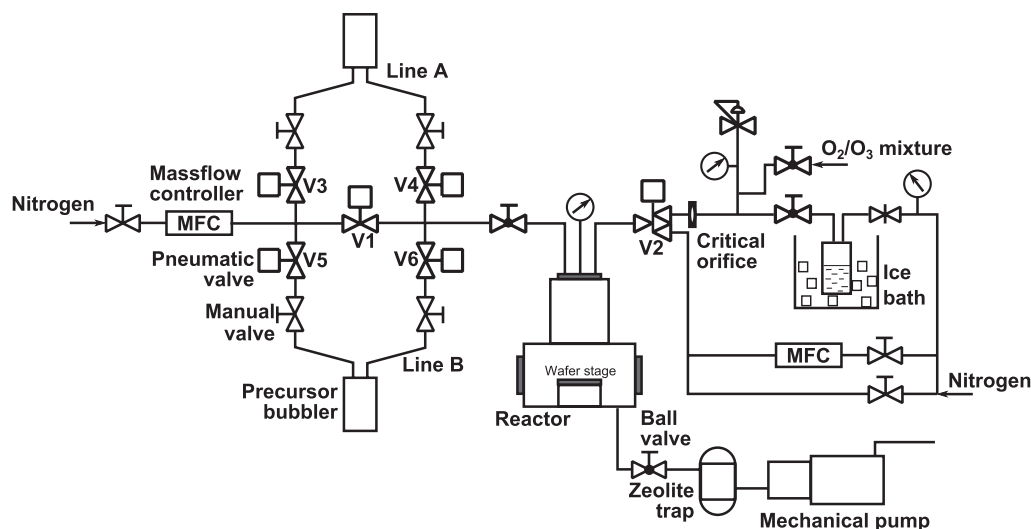 Line A
O2/O3 mixture
Massflow
controller
V3
V4
Nitrogen
MFC
V1
V2
Critical
orifice
Pneumatic
valve
V5
V6
Ice
bath
Manual
valve
MFC
Line B
Wafer stage
Nitrogen
Precursor
bubbler
Reactor
Ball
valve
Zeolite
trap
Mechanical pump